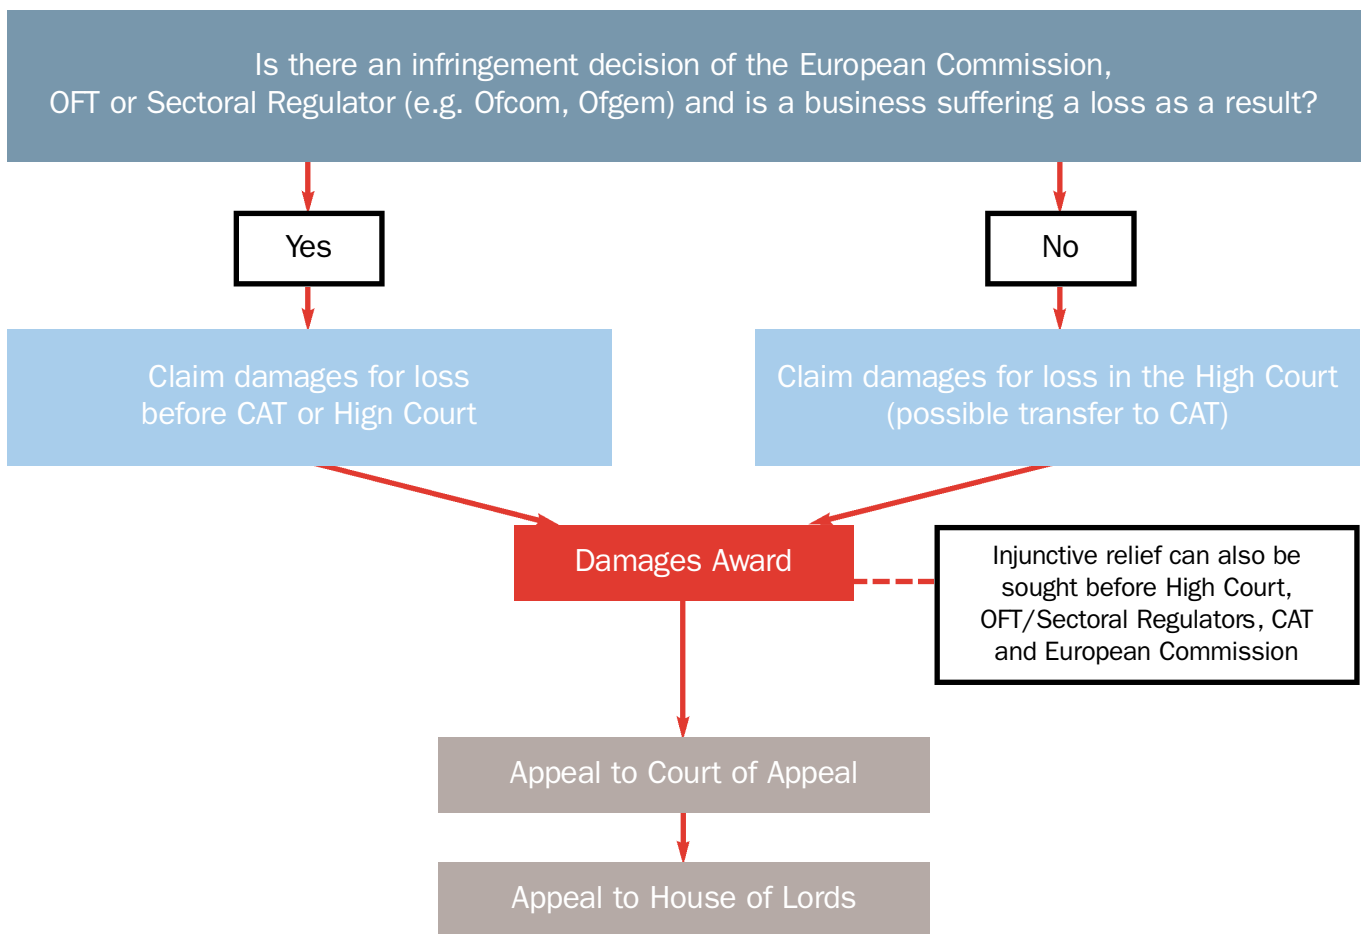 Is there an infringement decision of the European Commission,
OFT or Sectoral Regulator (e.g. Ofcom, Ofgem) and is a business suffering a loss as a result?
Yes
No
Claim damages for loss
before CAT or Hign Court
Claim damages for loss in the High Court
(possible transfer to CAT)
Damages Award
Injunctive relief can also be
sought before High Court,
OFT/Sectoral Regulators, CAT
and European Commission
Appeal to Court of Appeal
Appeal to House of Lords